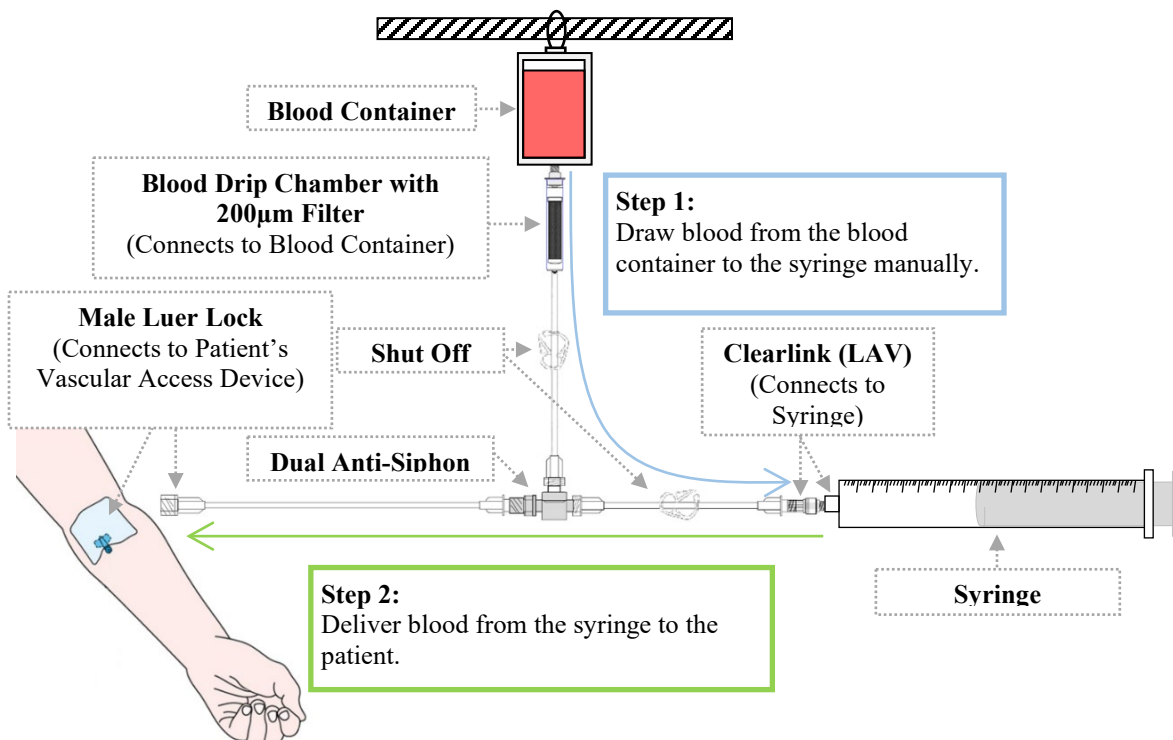 Blood Container
Blood Drip Chamber with
200µm Filter
(Connects to Blood Container)
Step 1:
Draw blood from the blood
container to the syringe manually.
Male Luer Lock
(Connects to Patient's
Vascular Access Device)
Shut Off
Clearlink (LAV)
(Connects to
Syringe)
Dual Anti-Siphon
Step 2:
Deliver blood from the syringe to the
patient.
Syringe